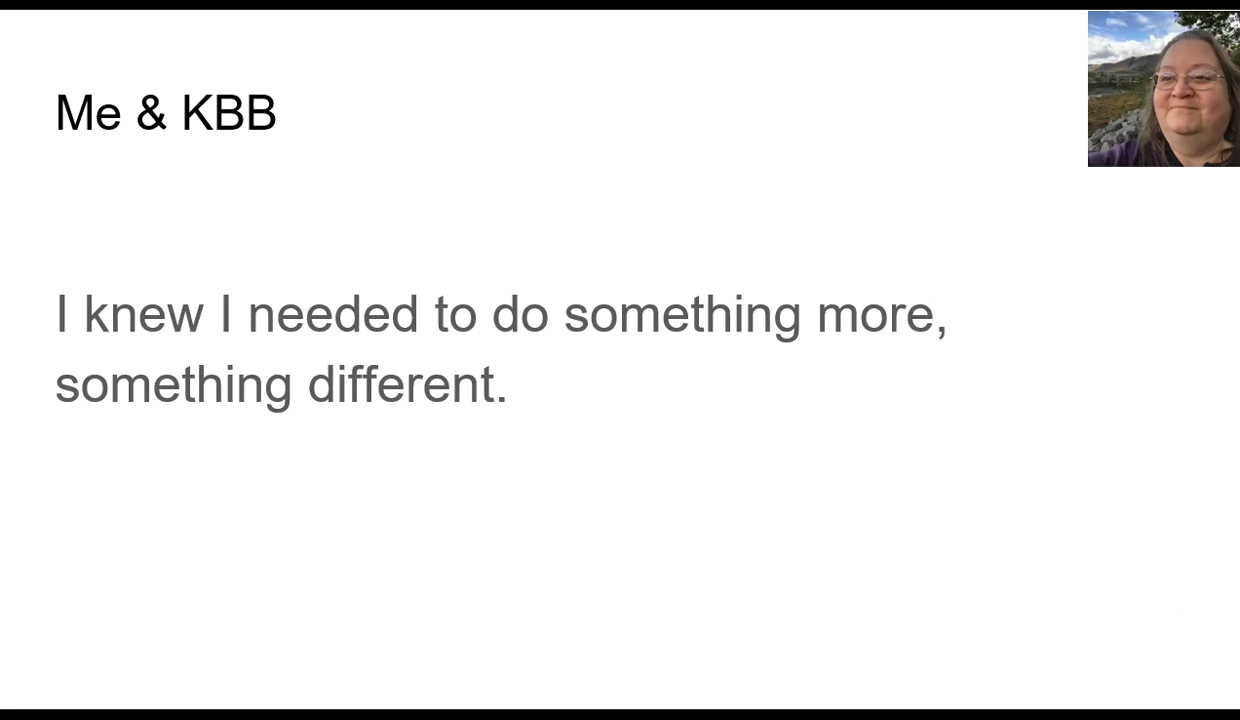 Me & KBB
I knew I needed to do something more,
something different.